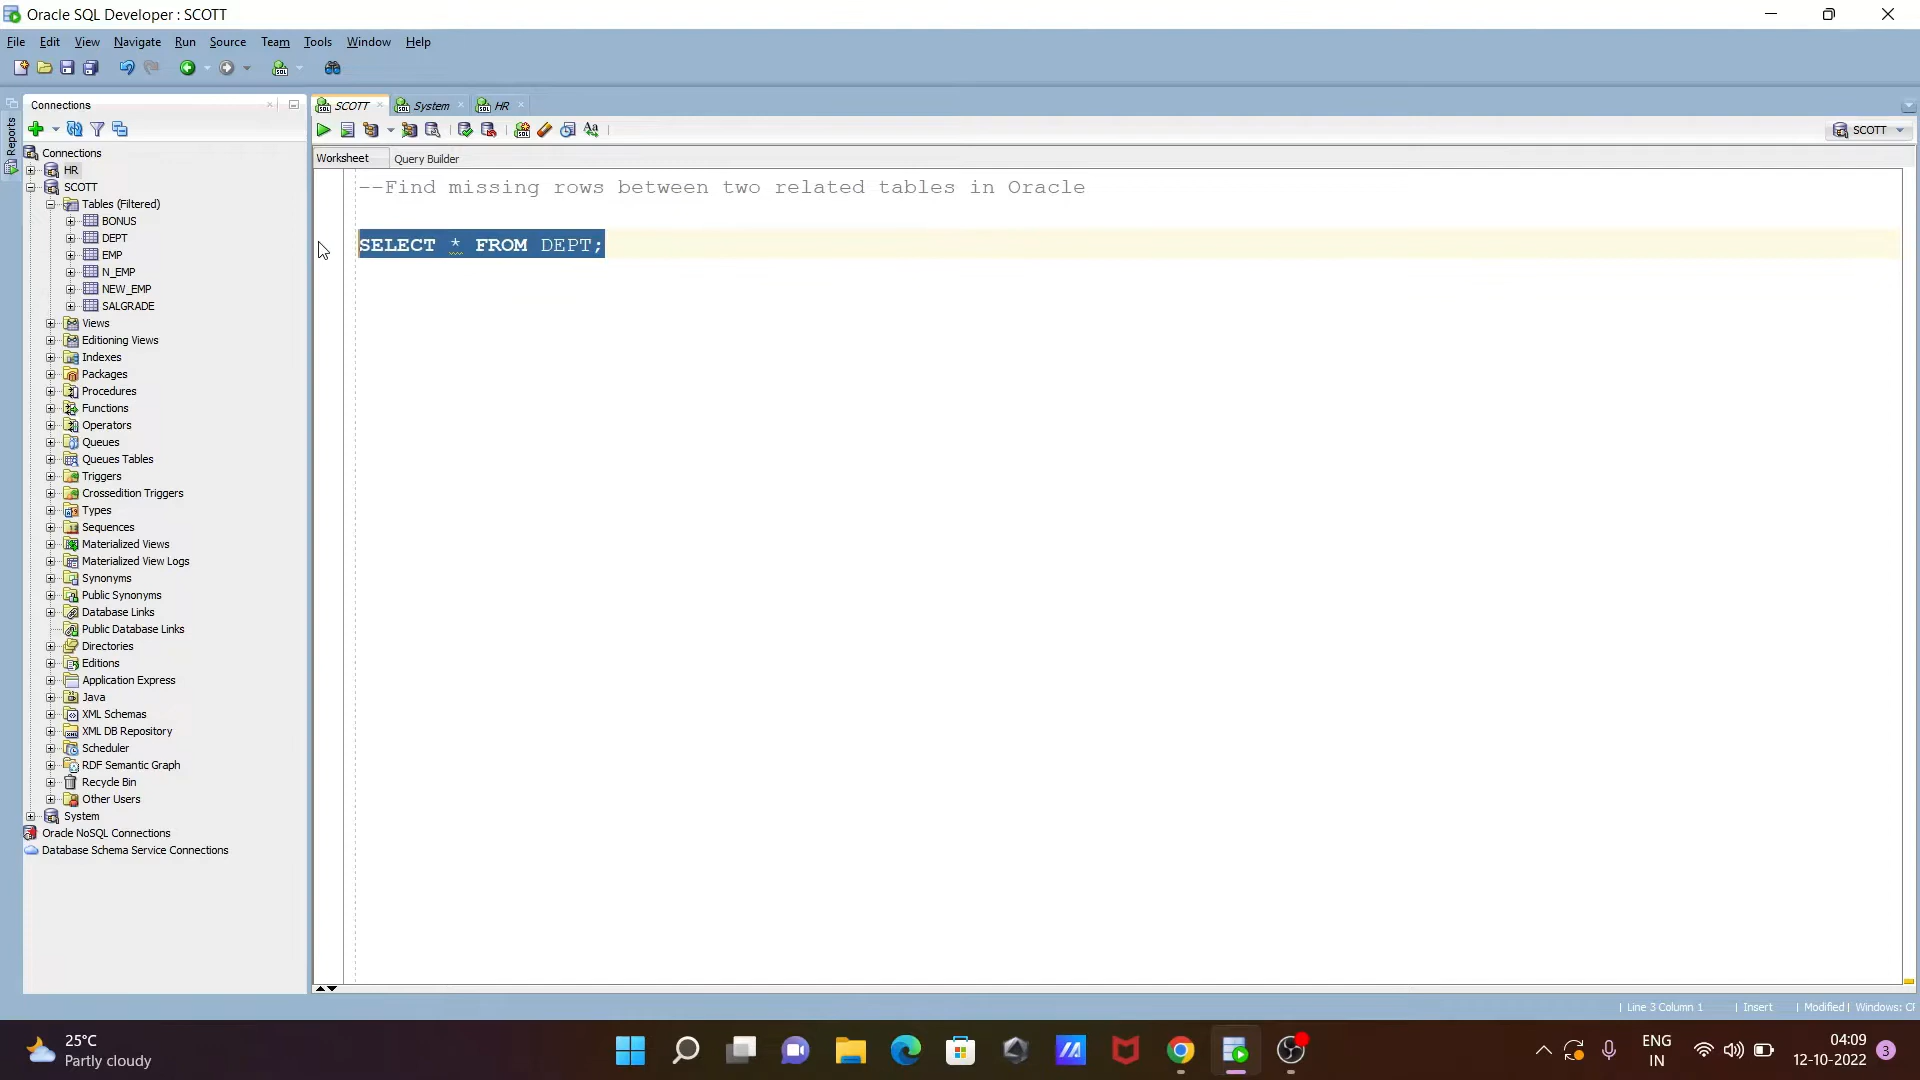 Oracle SQL Developer : SCOTT
File Edit View Navigate Run Source Team Tools Window Help
Reports
Connections
SCOTT System HR
SCOTT
Worksheet Query Builder
Connections
HR
SCOTT
Tables (Filtered)
BONUS
DEPT
EMP
N_EMP
NEW_EMP
SALGRADE
Views
Editioning Views
Indexes
Packages
Procedures
Functions
Operators
Queues
Queues Tables
Triggers
Crossedition Triggers
Types
Sequences
Materialized Views
Materialized View Logs
Synonyms
Public Synonyms
Database Links
Public Database Links
Directories
Editions
Application Express
Java
XML Schemas
XML DB Repository
Scheduler
RDF Semantic Graph
Recycle Bin
Other Users
System
Oracle NoSQL Connections
Database Schema Service Connections
--Find missing rows between two related tables in Oracle
SELECT * FROM DEPT;
| Line 3 Column 1 | Insert | Modified | Windows: CF
25°C
Partly cloudy
ENG
IN
04:09
12-10-2022
3